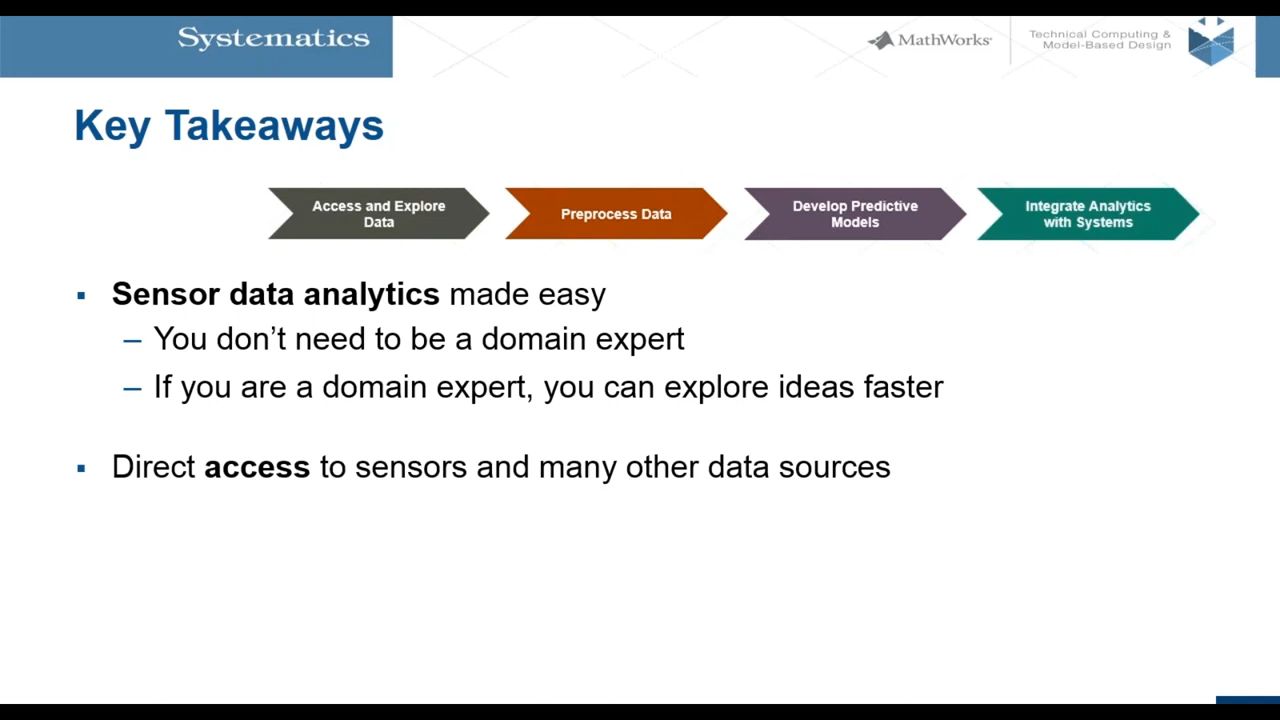 Systematics
MathWorks
Technical Computing &
Model-Based Design
Key Takeaways
Access and Explore
Data
Preprocess Data
Develop Predictive
Models
Integrate Analytics
with Systems
▪ Sensor data analytics made easy
– You don’t need to be a domain expert
– If you are a domain expert, you can explore ideas faster
▪ Direct access to sensors and many other data sources